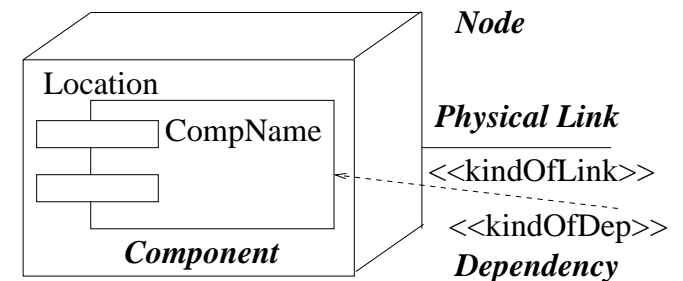 Node
Location
CompName
Physical Link
<<kindOfLink>>
<<kindOfDep>>
Component
Dependency